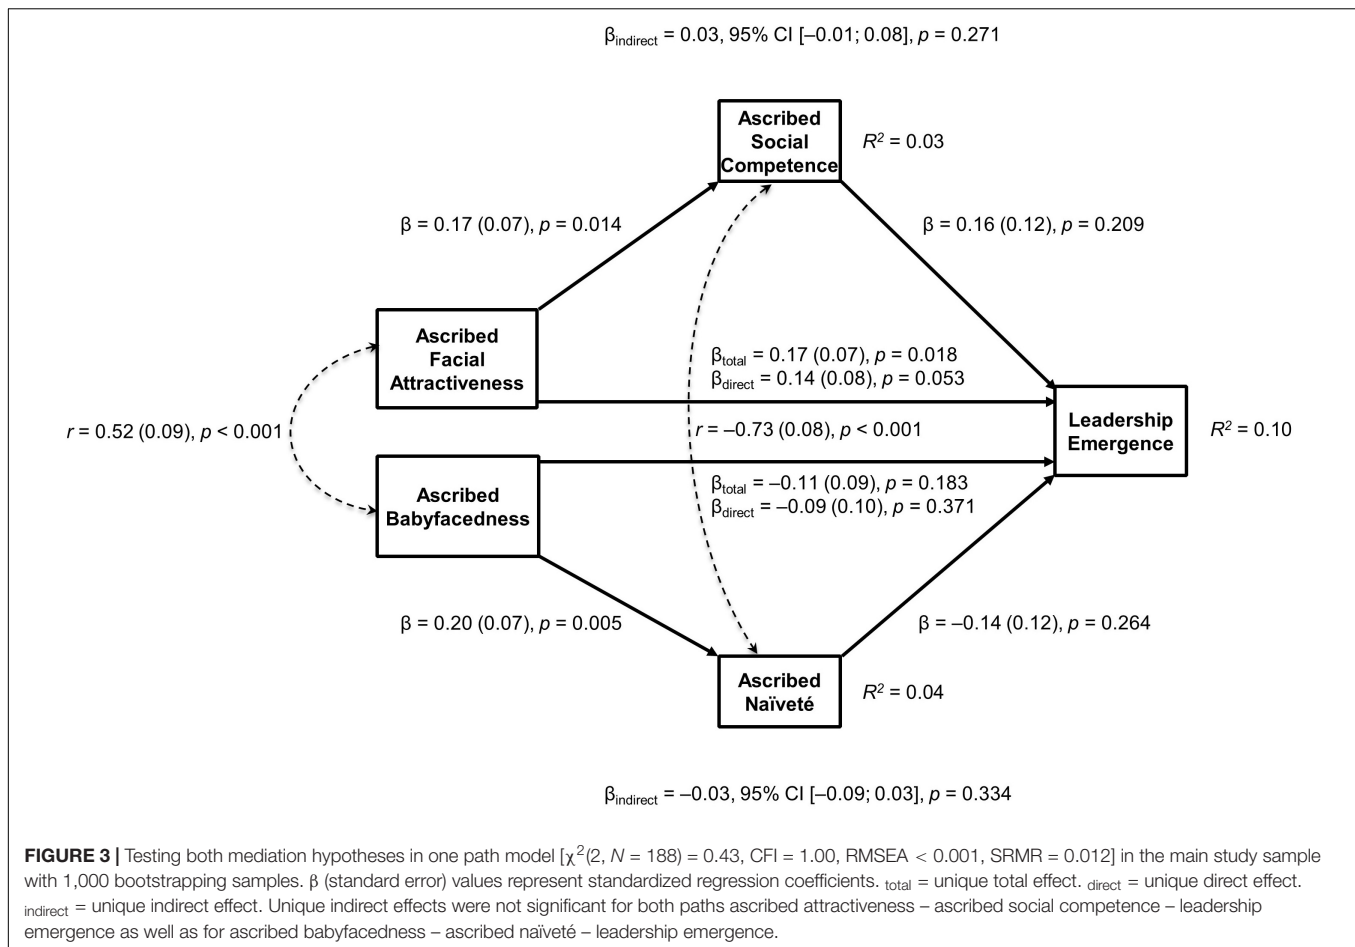 βindirect = 0.03, 95% CI [–0.01; 0.08], p = 0.271
Ascribed
Social
Competence
R² = 0.03
β = 0.17 (0.07), p = 0.014
β = 0.16 (0.12), p = 0.209
Ascribed
Facial
Attractiveness
βtotal = 0.17 (0.07), p = 0.018
βdirect = 0.14 (0.08), p = 0.053
r = 0.52 (0.09), p < 0.001
r = –0.73 (0.08), p < 0.001
Leadership
Emergence
R² = 0.10
Ascribed
Babyfacedness
βtotal = –0.11 (0.09), p = 0.183
βdirect = –0.09 (0.10), p = 0.371
β = 0.20 (0.07), p = 0.005
β = –0.14 (0.12), p = 0.264
Ascribed
Naïveté
R² = 0.04
βindirect = –0.03, 95% CI [–0.09; 0.03], p = 0.334
FIGURE 3 | Testing both mediation hypotheses in one path model [χ²(2, N = 188) = 0.43, CFI = 1.00, RMSEA < 0.001, SRMR = 0.012] in the main study sample
with 1,000 bootstrapping samples. β (standard error) values represent standardized regression coefficients. total = unique total effect. direct = unique direct effect.
indirect = unique indirect effect. Unique indirect effects were not significant for both paths ascribed attractiveness – ascribed social competence – leadership
emergence as well as for ascribed babyfacedness – ascribed naïveté – leadership emergence.